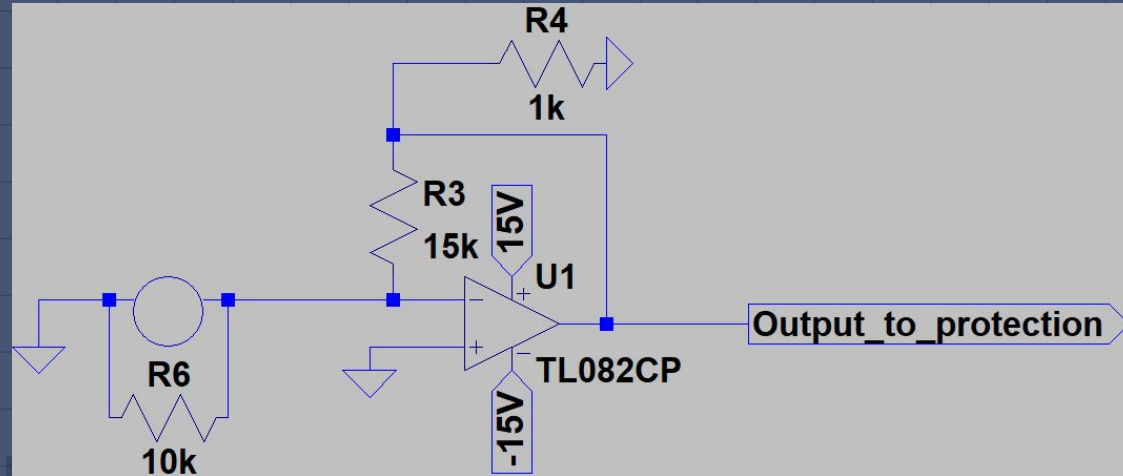 R4
1k
R3
15k
15V
+
U1
-
+
-
TL082CP
-15V
Output_to_protection
R6
10k